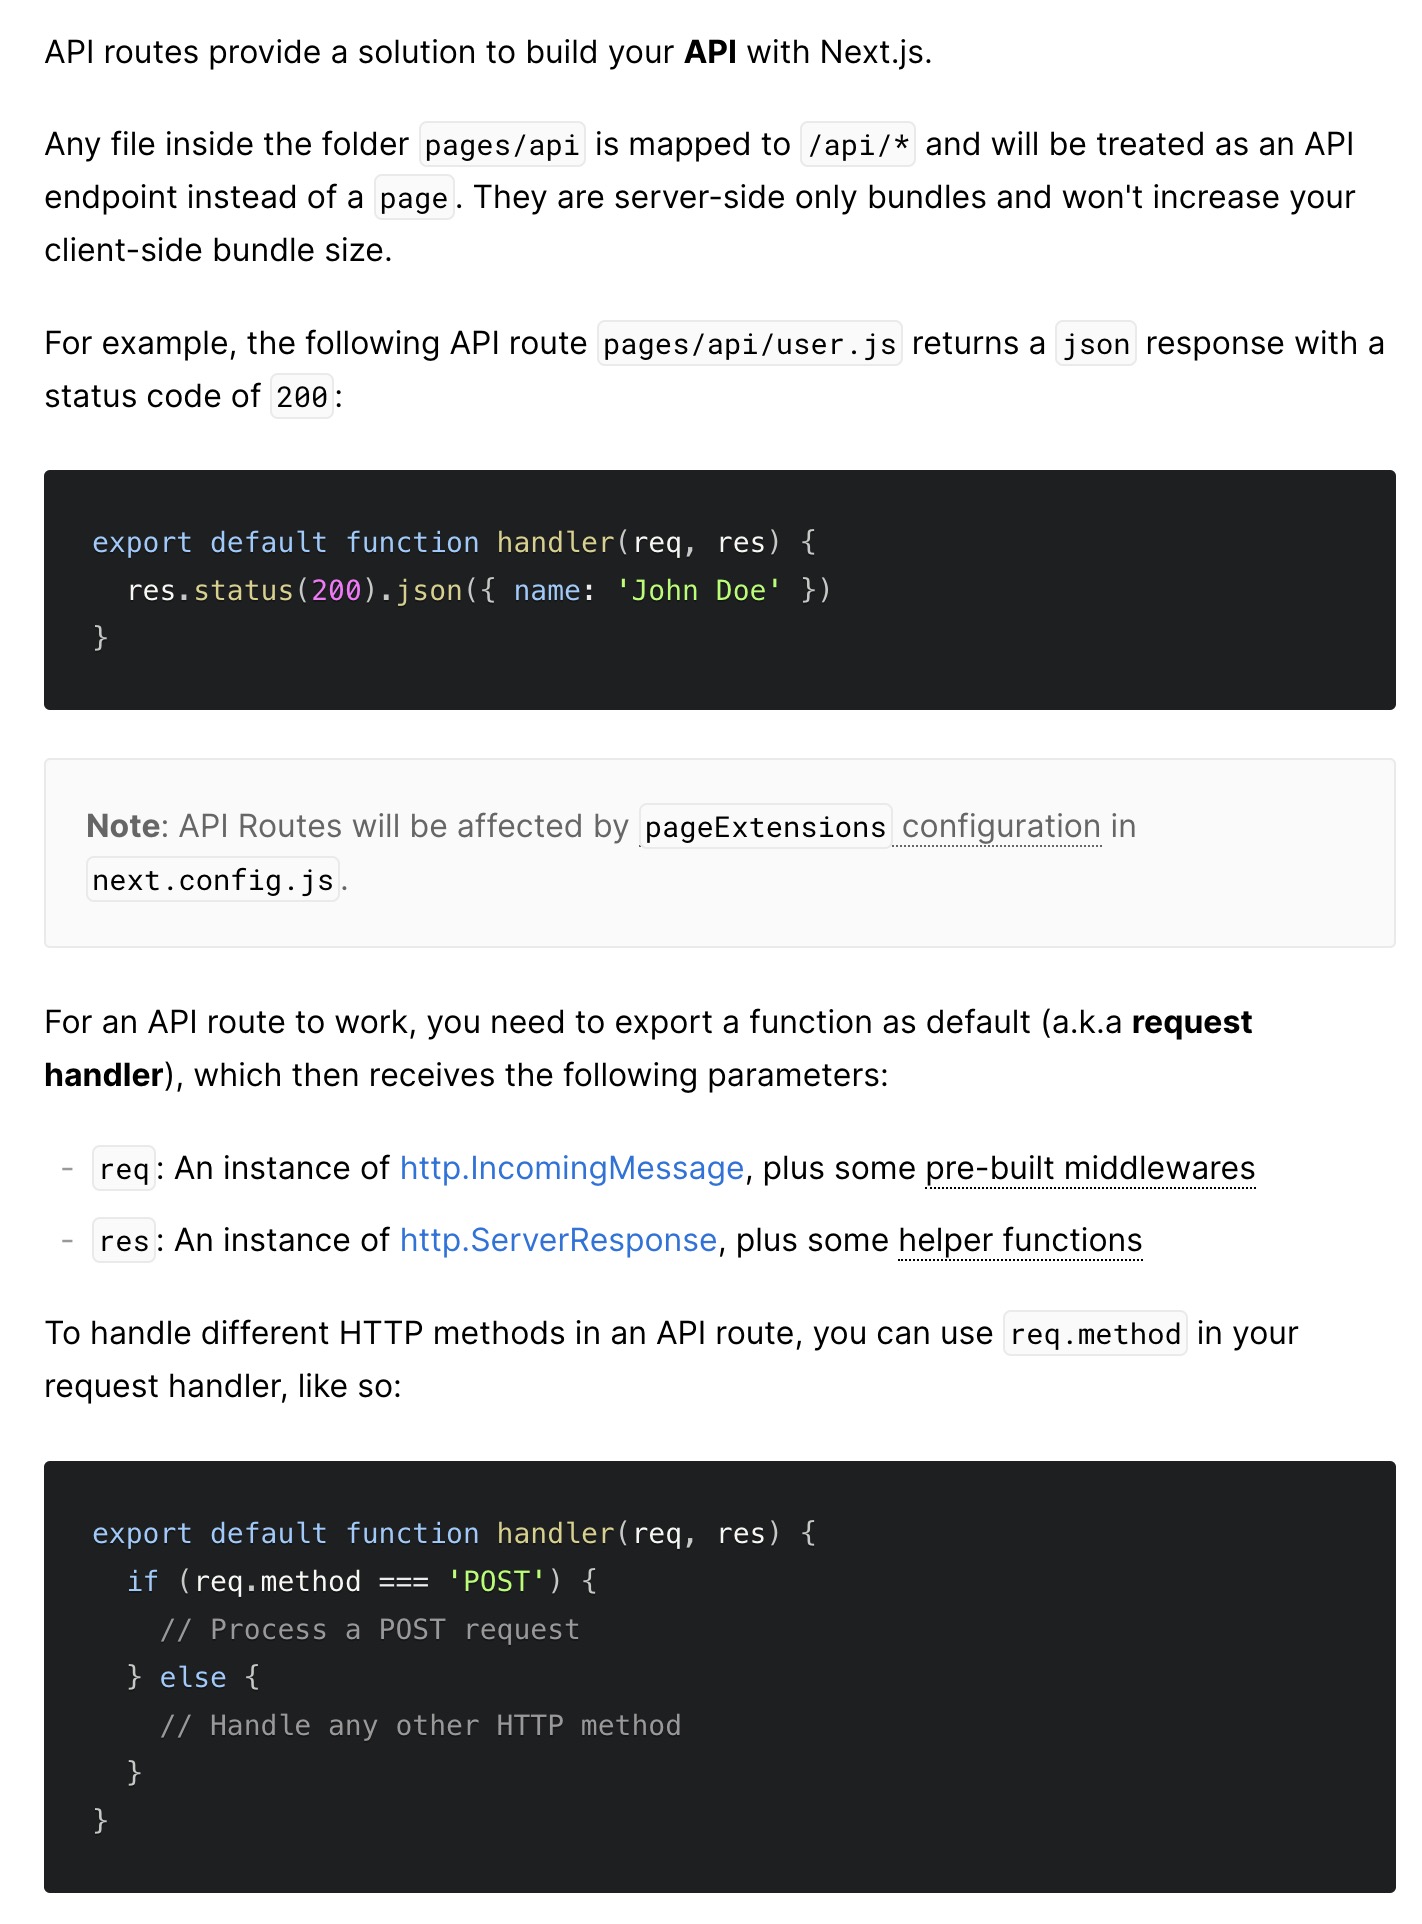 API routes provide a solution to build your API with Next.js.
Any file inside the folder pages/api is mapped to /api/* and will be treated as an API
endpoint instead of a page. They are server-side only bundles and won't increase your
client-side bundle size.
For example, the following API route pages/api/user.js returns a json response with a
status code of 200:
export default function handler(req, res) {
  res.status(200).json({ name: 'John Doe' })
}
Note: API Routes will be affected by pageExtensions configuration in
next.config.js.
For an API route to work, you need to export a function as default (a.k.a request
handler), which then receives the following parameters:
- req: An instance of http.IncomingMessage, plus some pre-built middlewares
- res: An instance of http.ServerResponse, plus some helper functions
To handle different HTTP methods in an API route, you can use req.method in your
request handler, like so:
export default function handler(req, res) {
  if (req.method === 'POST') {
    // Process a POST request
  } else {
    // Handle any other HTTP method
  }
}